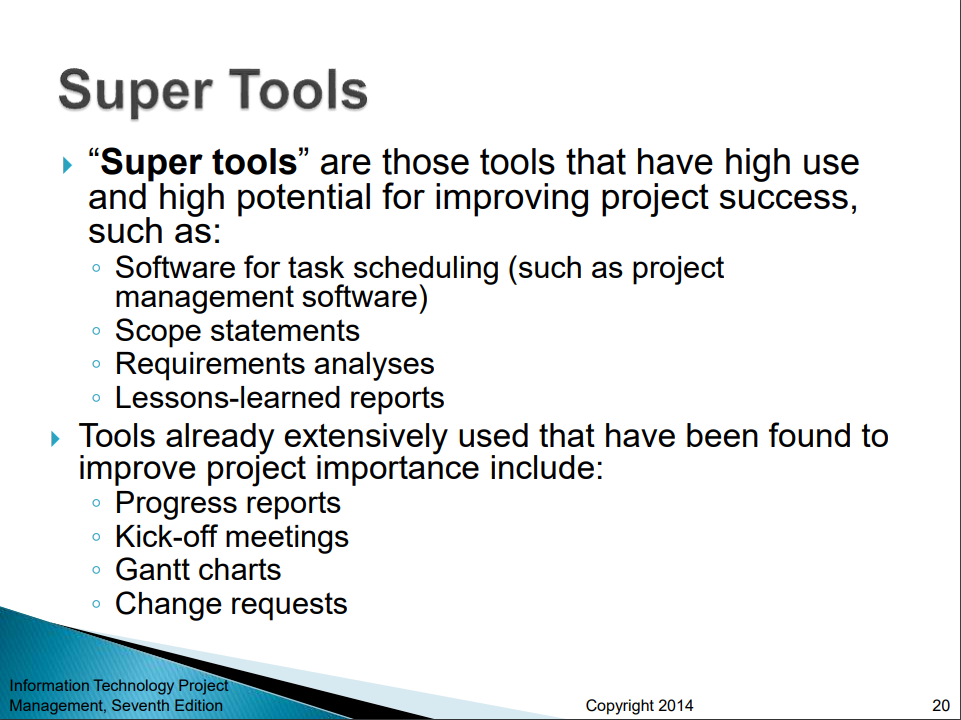 Super Tools
“Super tools” are those tools that have high use
and high potential for improving project success,
such as:
Software for task scheduling (such as project
management software)
Scope statements
Requirements analyses
Lessons-learned reports
Tools already extensively used that have been found to
improve project importance include:
Progress reports
Kick-off meetings
Gantt charts
Change requests
Information Technology Project
Management, Seventh Edition
Copyright 2014
20